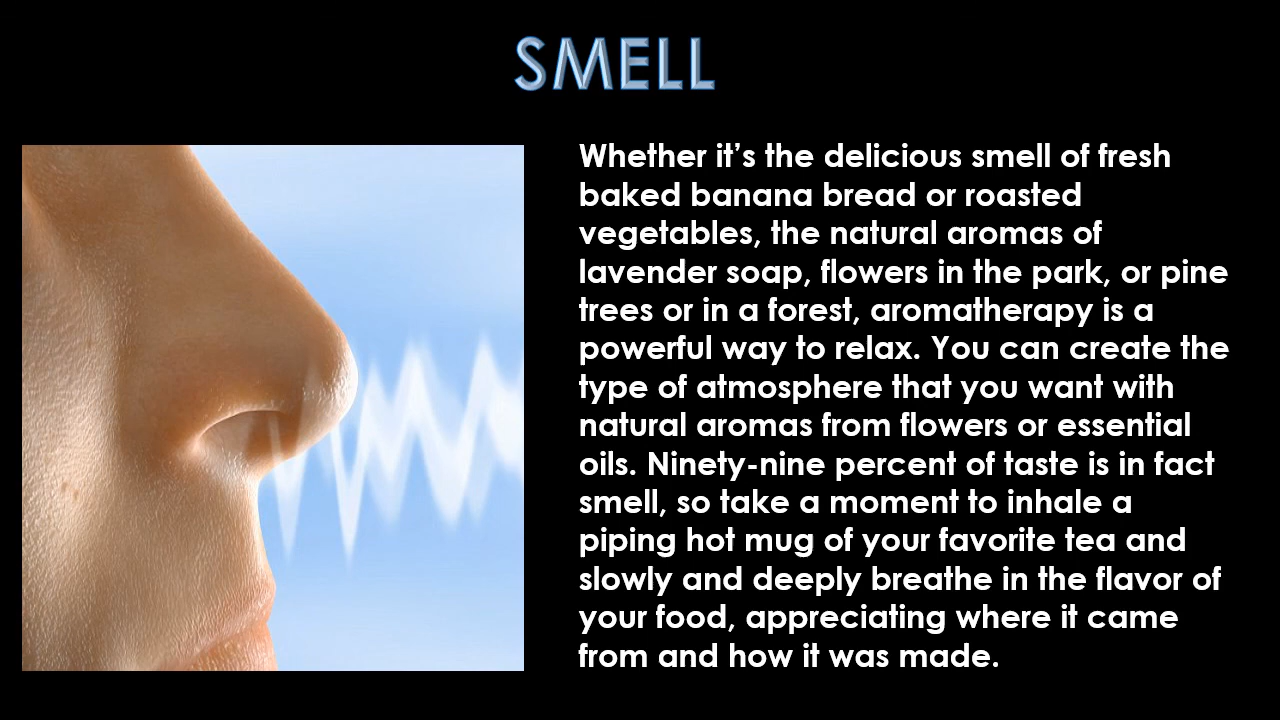 SMELL
Whether it’s the delicious smell of fresh
baked banana bread or roasted
vegetables, the natural aromas of
lavender soap, flowers in the park, or pine
trees or in a forest, aromatherapy is a
powerful way to relax. You can create the
type of atmosphere that you want with
natural aromas from flowers or essential
oils. Ninety-nine percent of taste is in fact
smell, so take a moment to inhale a
piping hot mug of your favorite tea and
slowly and deeply breathe in the flavor of
your food, appreciating where it came
from and how it was made.